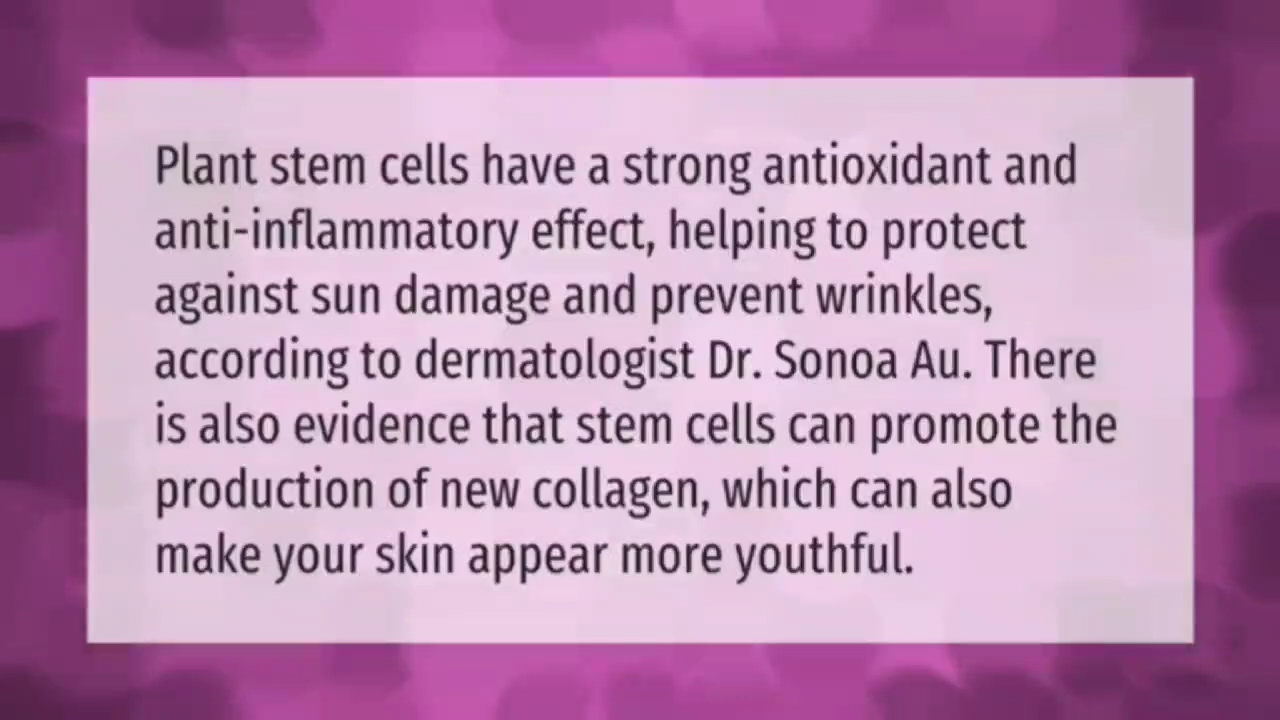 Plant stem cells have a strong antioxidant and
anti-inflammatory effect, helping to protect
against sun damage and prevent wrinkles,
according to dermatologist Dr. Sonoa Au. There
is also evidence that stem cells can promote the
production of new collagen, which can also
make your skin appear more youthful.